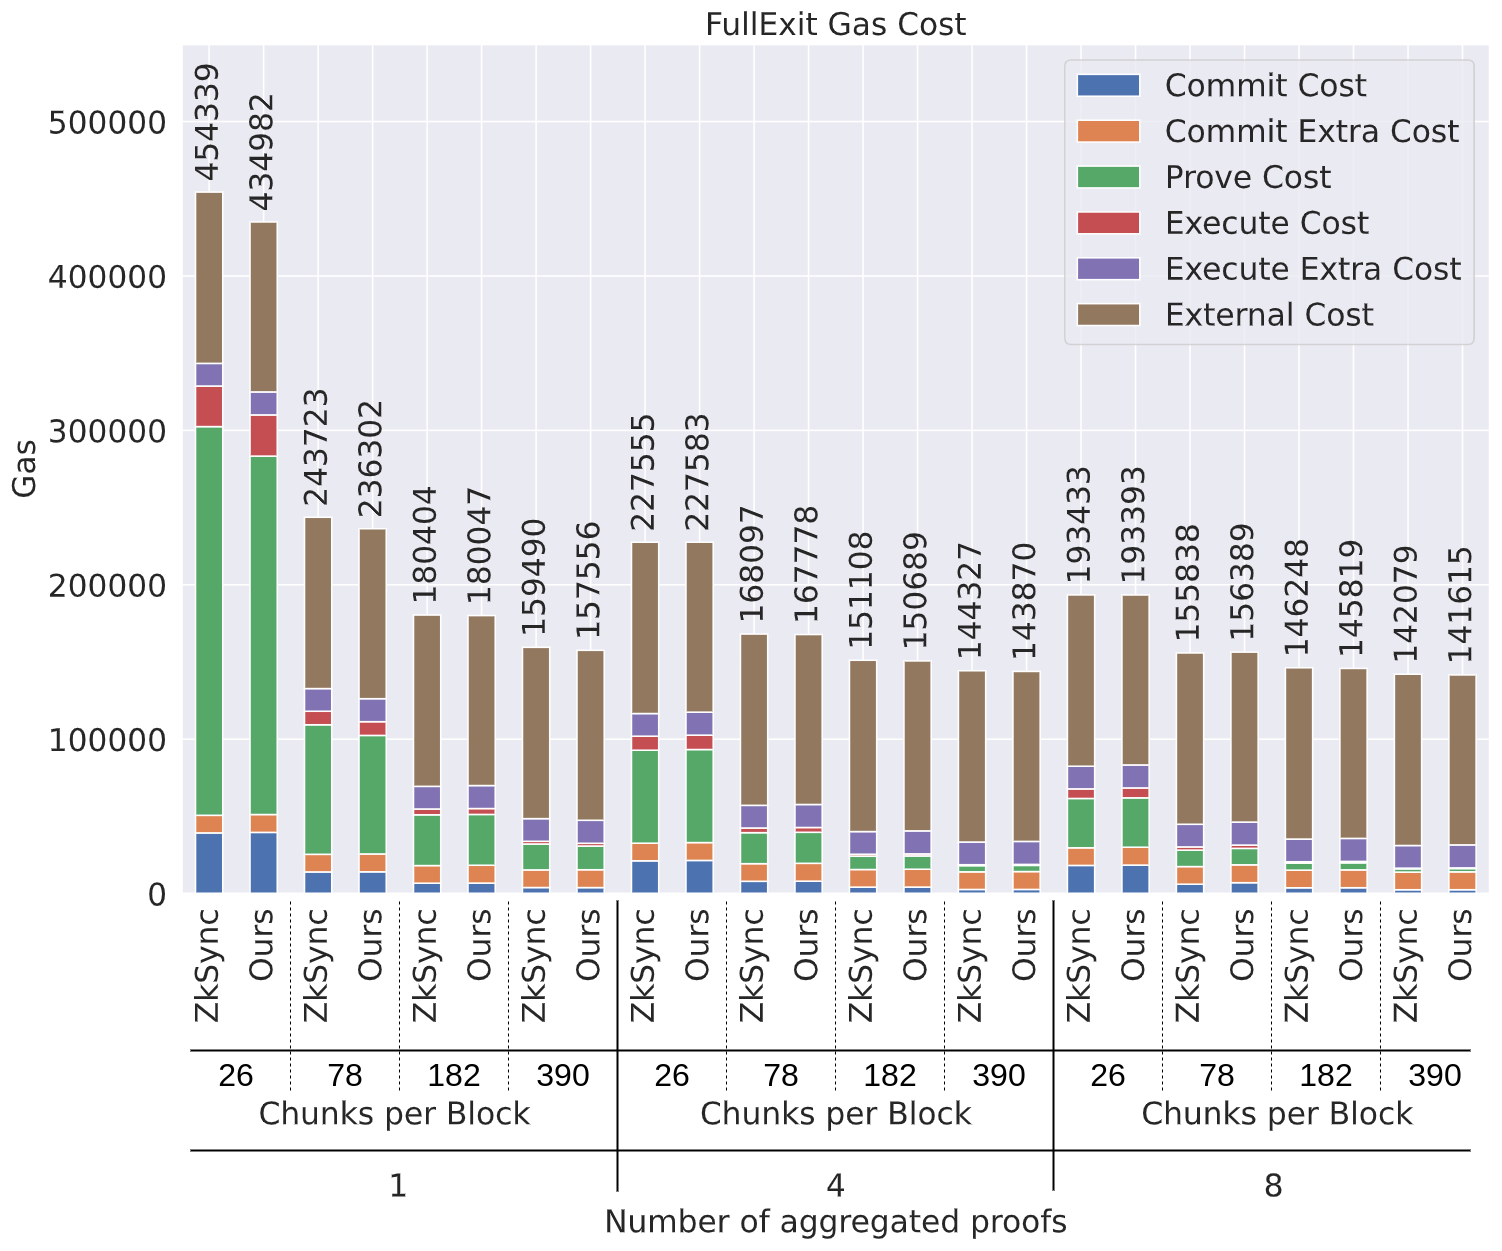 FullExit Gas Cost
Commit Cost
Commit Extra Cost
Prove Cost
Execute Cost
Execute Extra Cost
External Cost
Gas
500000
400000
300000
200000
100000
0
454339
434982
243723
236302
180404
180047
159490
157556
227555
227583
168097
167778
151108
150689
144327
143870
193433
193393
155838
156389
146248
145819
142079
141615
ZkSync Ours ZkSync Ours ZkSync Ours ZkSync Ours ZkSync Ours ZkSync Ours ZkSync Ours ZkSync Ours ZkSync Ours ZkSync Ours ZkSync Ours ZkSync Ours
26 78 182 390 26 78 182 390 26 78 182 390
Chunks per Block Chunks per Block Chunks per Block
1 4 8
Number of aggregated proofs